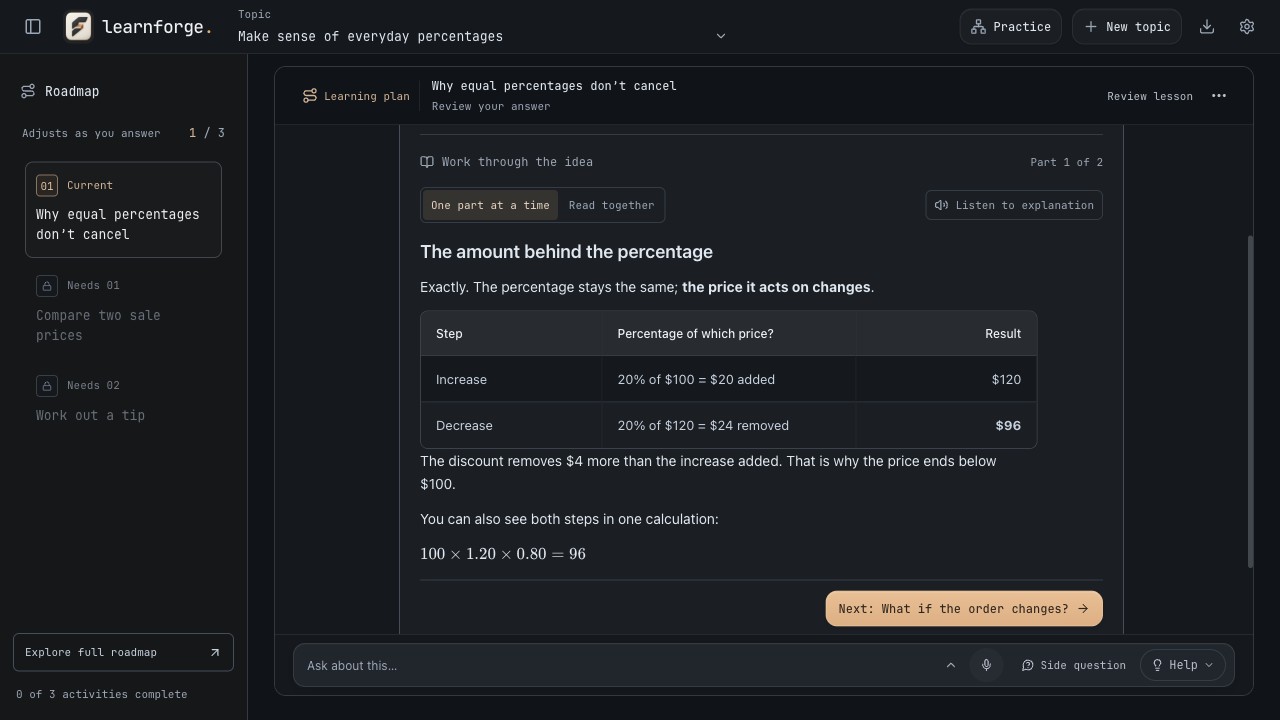 learnforge.
Topic
Make sense of everyday percentages
Practice
New topic
Roadmap
Adjusts as you answer 1 / 3
01 Current
Why equal percentages
don’t cancel
Needs 01
Compare two sale
prices
Needs 02
Work out a tip
Explore full roadmap
0 of 3 activities complete
Learning plan
Why equal percentages don’t cancel
Review your answer
Review lesson
Work through the idea
Part 1 of 2
One part at a time Read together
Listen to explanation
The amount behind the percentage
Exactly. The percentage stays the same; the price it acts on changes.
Step Percentage of which price? Result
Increase 20% of $100 = $20 added $120
Decrease 20% of $120 = $24 removed $96
The discount removes $4 more than the increase added. That is why the price ends below
$100.
You can also see both steps in one calculation:
100 × 1.20 × 0.80 = 96
Next: What if the order changes? →
Ask about this...
Side question
Help